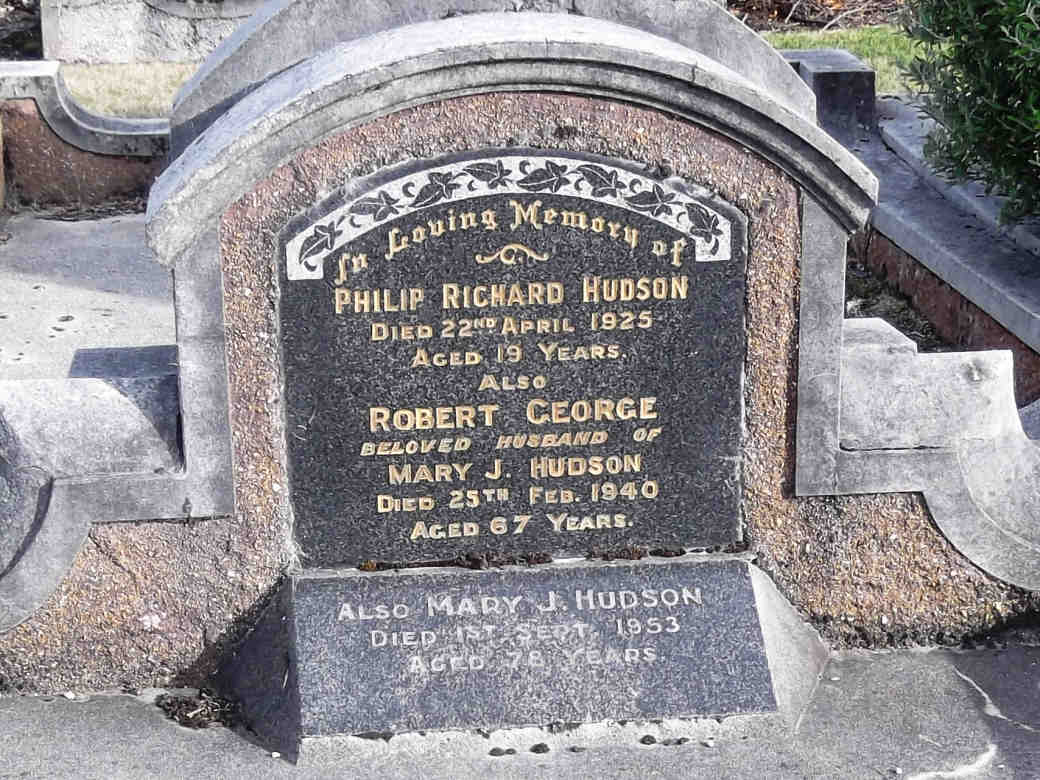 In Loving Memory of
PHILIP RICHARD HUDSON
DIED 22ND APRIL 1925
AGED 19 YEARS.
ALSO
ROBERT GEORGE
BELOVED HUSBAND OF
MARY J. HUDSON
DIED 25TH FEB. 1940
AGED 67 YEARS.
ALSO MARY J. HUDSON
DIED 1ST SEPT. 1953
AGED 78 YEARS.